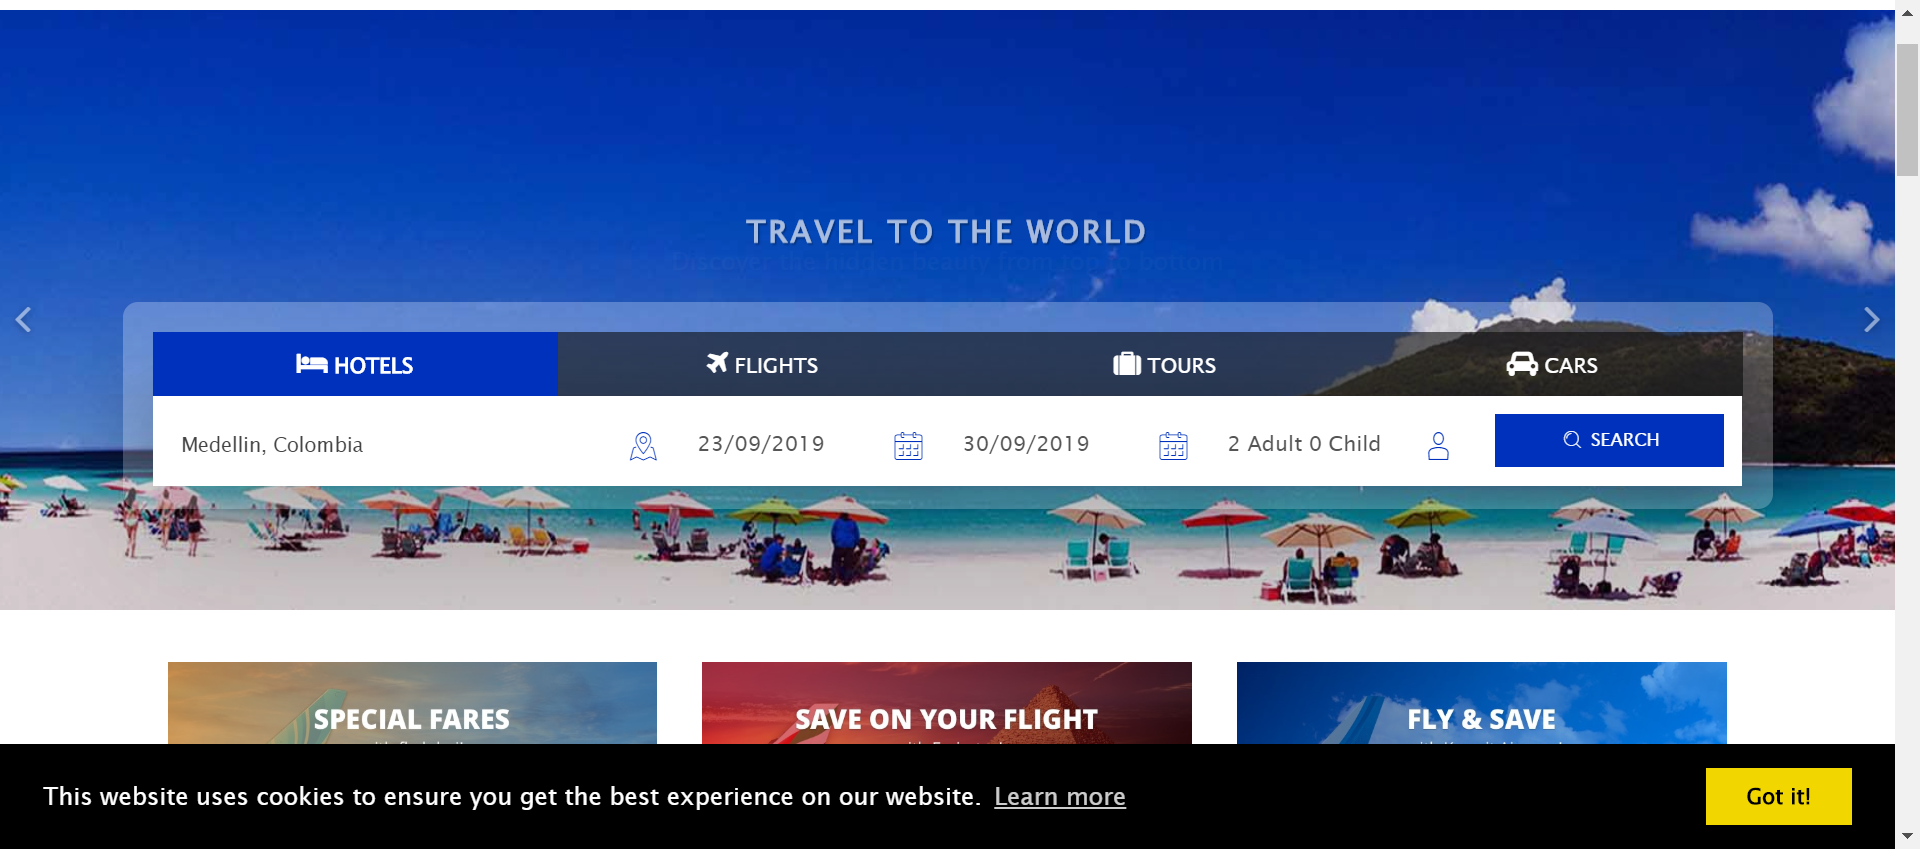 TRAVEL TO THE WORLD
Discover the hidden beauty from top to bottom
HOTELS
FLIGHTS
TOURS
CARS
Medellin, Colombia
23/09/2019
30/09/2019
2 Adult 0 Child
SEARCH
SPECIAL FARES
SAVE ON YOUR FLIGHT
FLY & SAVE
This website uses cookies to ensure you get the best experience on our website. Learn more
Got it!